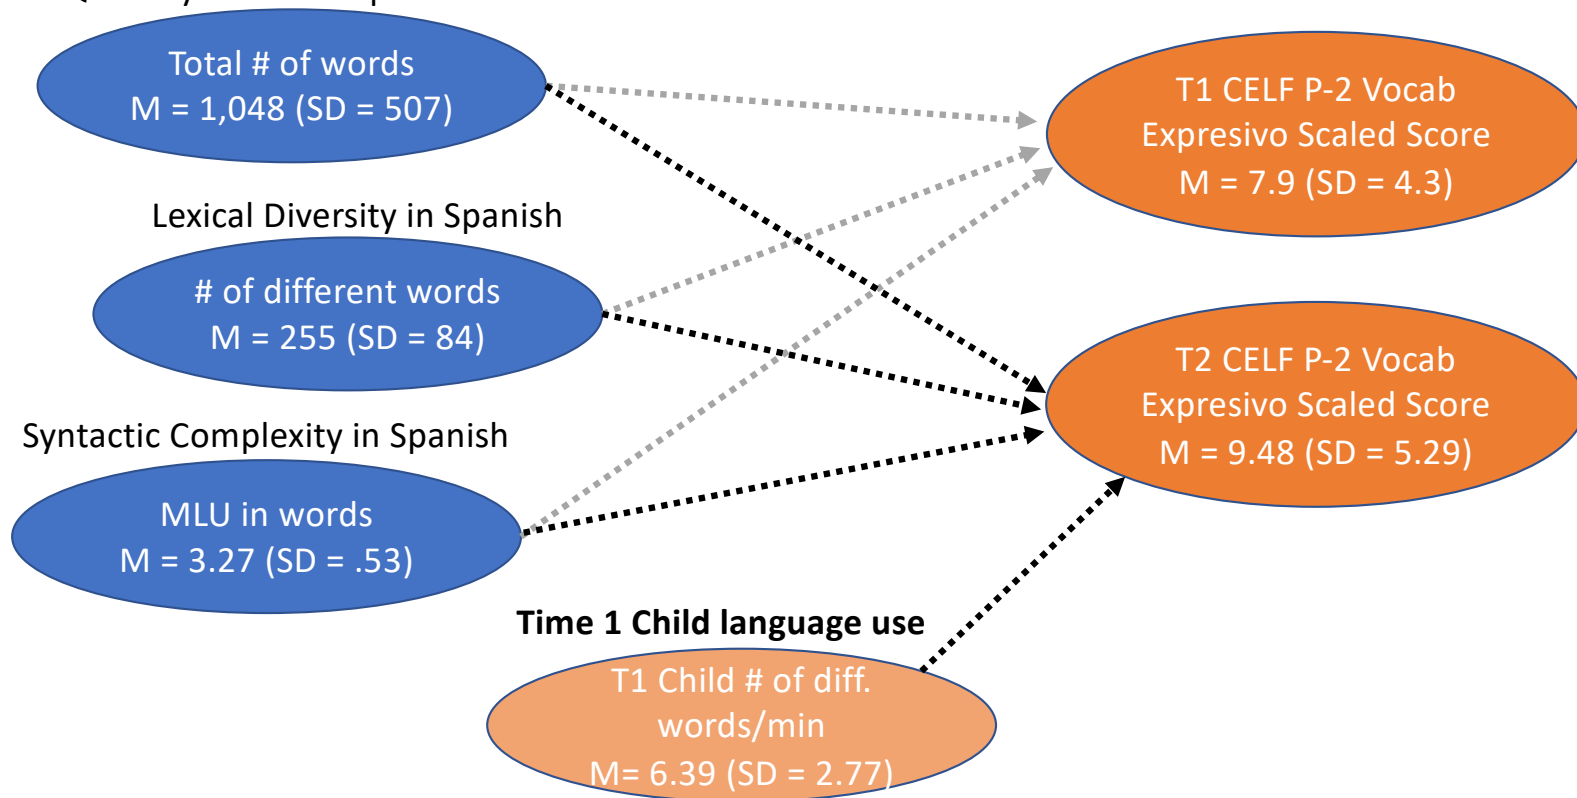 Total # of words
M = 1,048 (SD = 507)
Lexical Diversity in Spanish
# of different words
M = 255 (SD = 84)
Syntactic Complexity in Spanish
MLU in words
M = 3.27 (SD = .53)
Time 1 Child language use
T1 Child # of diff.
words/min
M= 6.39 (SD = 2.77)
T1 CELF P-2 Vocab
Expresivo Scaled Score
M = 7.9 (SD = 4.3)
T2 CELF P-2 Vocab
Expresivo Scaled Score
M = 9.48 (SD = 5.29)